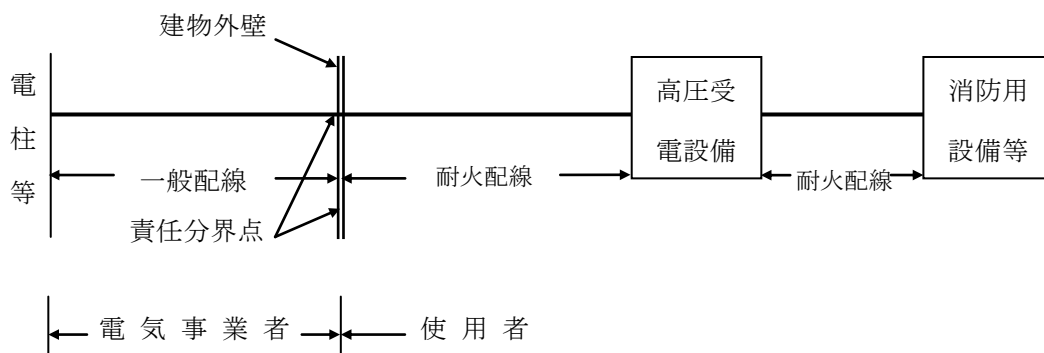 建物外壁
電柱等
高圧受電設備
消防用設備等
一般配線
耐火配線
耐火配線
責任分界点
電気事業者
使用者